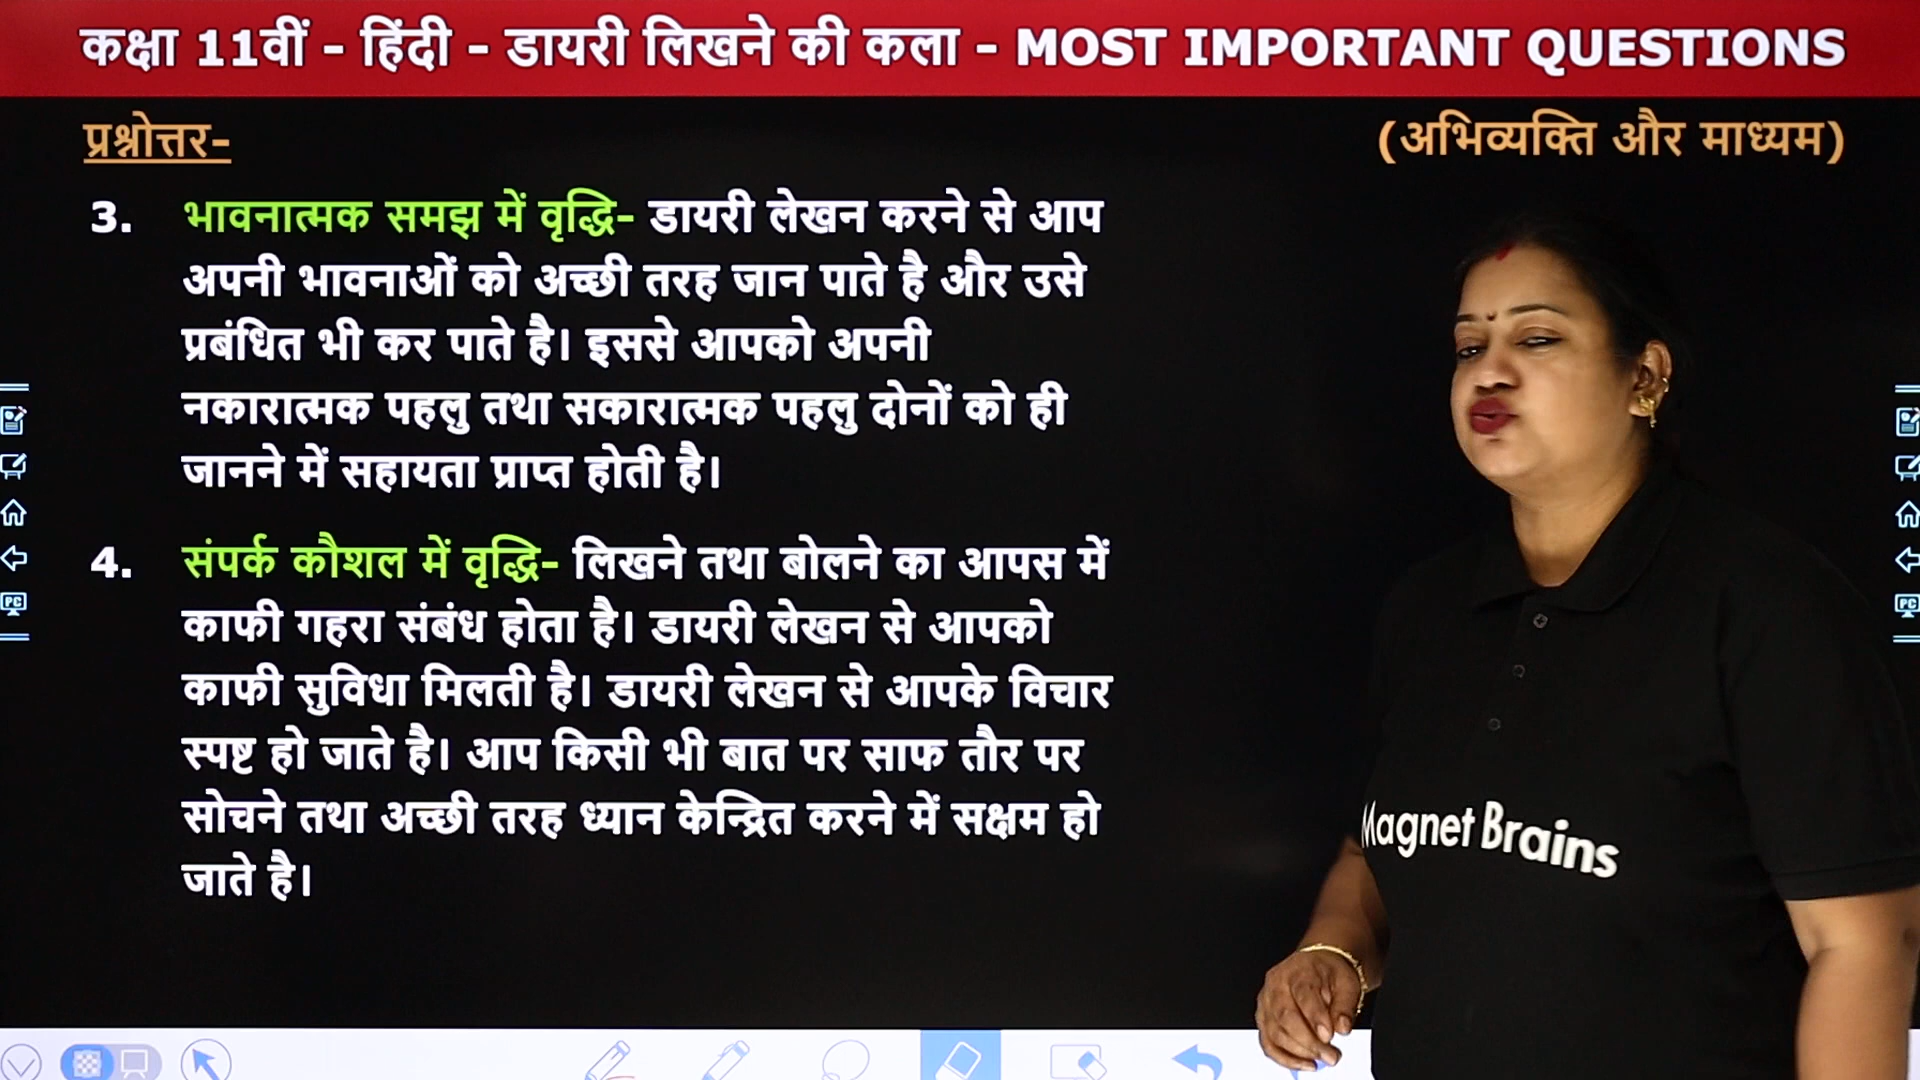 कक्षा 11वीं - हिंदी - डायरी लिखने की कला - MOST IMPORTANT QUESTIONS
प्रश्नोत्तर-
(अभिव्यक्ति और माध्यम)
3. भावनात्मक समझ में वृद्धि- डायरी लेखन करने से आप
अपनी भावनाओं को अच्छी तरह जान पाते है और उसे
प्रबंधित भी कर पाते है। इससे आपको अपनी
नकारात्मक पहलु तथा सकारात्मक पहलु दोनों को ही
जानने में सहायता प्राप्त होती है।
4. संपर्क कौशल में वृद्धि- लिखने तथा बोलने का आपस में
काफी गहरा संबंध होता है। डायरी लेखन से आपको
काफी सुविधा मिलती है। डायरी लेखन से आपके विचार
स्पष्ट हो जाते है। आप किसी भी बात पर साफ तौर पर
सोचने तथा अच्छी तरह ध्यान केन्द्रित करने में सक्षम हो
जाते है।
Magnet Brains
PC
PC